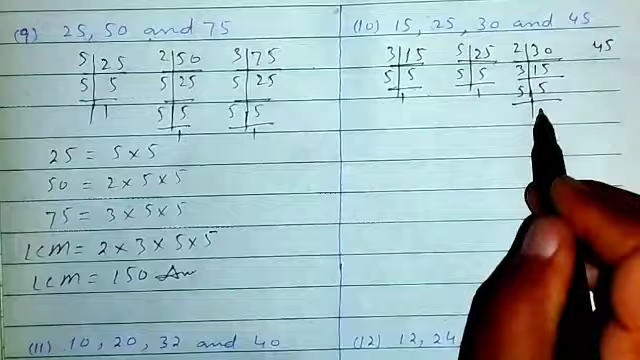 (9) 25, 50 and 75
5 | 25
5 | 5
1
2 | 50
5 | 25
5 | 5
1
3 | 75
5 | 25
5 | 5
1
25 = 5 × 5
50 = 2 × 5 × 5
75 = 3 × 5 × 5
LCM = 2 × 3 × 5 × 5
LCM = 150 Ans
(10) 15, 25, 30 and 45
3 | 15
5 | 5
1
5 | 25
5 | 5
1
2 | 30
3 | 15
5 | 5
45
(11) 10, 20, 32 and 40
(12) 12, 24